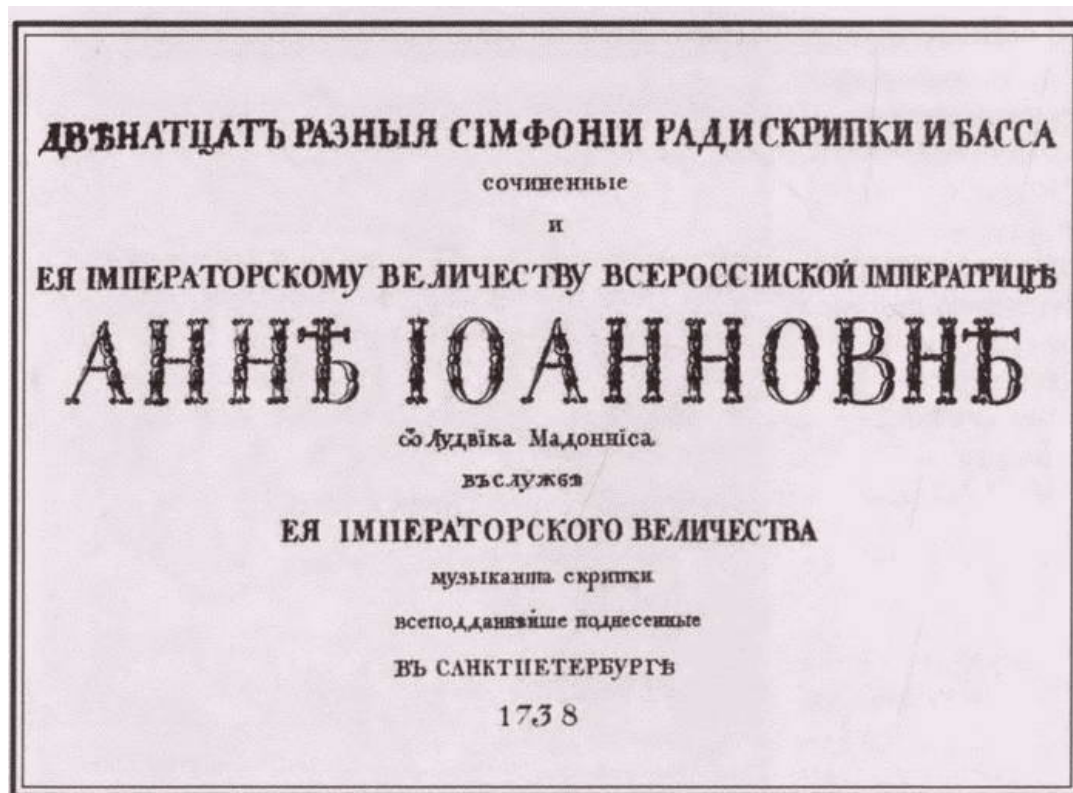 ДВѢНАТЦАТЬ РАЗНЫЯ СІМФОНІИ РАДИ СКРИПКИ И БАССА
сочиненные
и
ЕЯ ІМПЕРАТОРСКОМУ ВЕЛИЧЕСТВУ ВСЕРОССІИСКОЙ ІМПЕРАТРИЦѢ
АННѢ ІОАННОВНѢ
ѿ Лудвіка Мадонніса
въ службѣ
ЕЯ ІМПЕРАТОРСКОГО ВЕЛИЧЕСТВА
музыканта скрипки
всеподданнѣйше поднесенные
ВЪ САНКТПЕТЕРБУРГѢ
1738